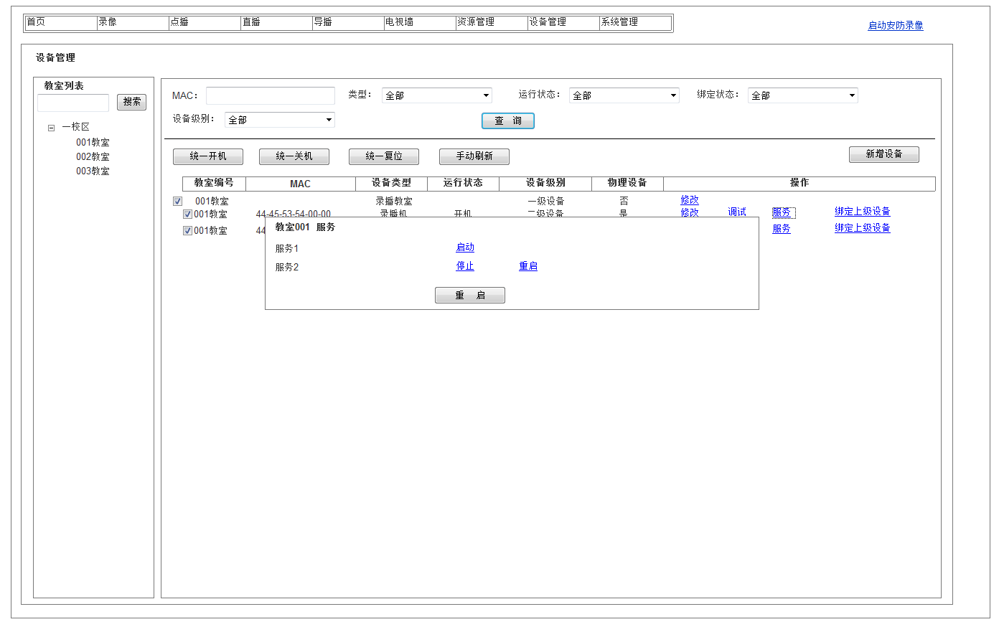 首页 录像 点播 直播 导播 电视墙 资源管理 设备管理 系统管理
启动安防录像
设备管理
教室列表
搜索
一校区
001教室
002教室
003教室
MAC： 类型： 全部 运行状态： 全部 绑定状态： 全部
设备级别： 全部 查 询
统一开机 统一关机 统一复位 手动刷新 新增设备
教室编号 MAC 设备类型 运行状态 设备级别 物理设备 操作
001教室 录播教室 一级设备 否 修改
001教室 44-45-53-54-00-00 录播机 开机 二级设备 是 修改 调试 服务 绑定上级设备
001教室 44 服务 绑定上级设备
教室001 服务
服务1 启动
服务2 停止 重启
重 启